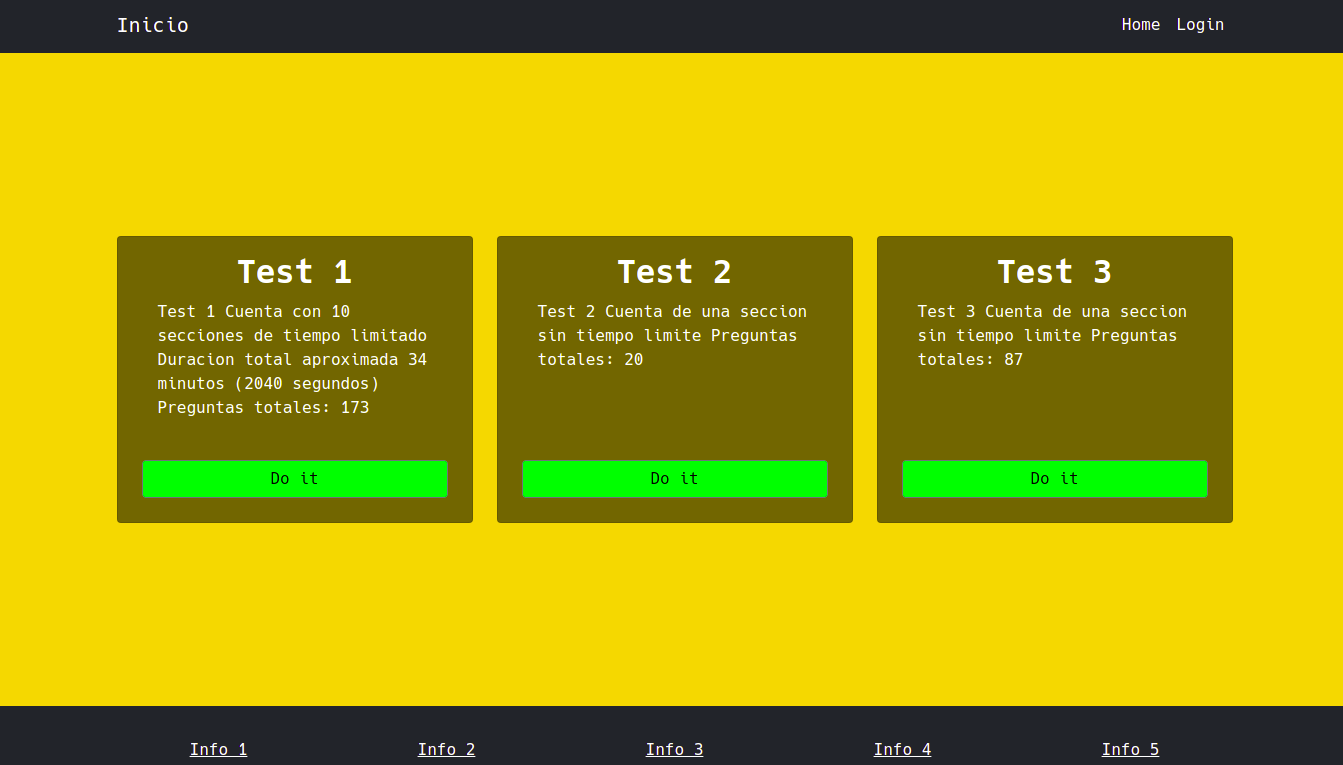 Inicio
Home Login
Test 1
Test 1 Cuenta con 10
secciones de tiempo limitado
Duracion total aproximada 34
minutos (2040 segundos)
Preguntas totales: 173
Do it
Test 2
Test 2 Cuenta de una seccion
sin tiempo limite Preguntas
totales: 20
Do it
Test 3
Test 3 Cuenta de una seccion
sin tiempo limite Preguntas
totales: 87
Do it
Info 1 Info 2 Info 3 Info 4 Info 5